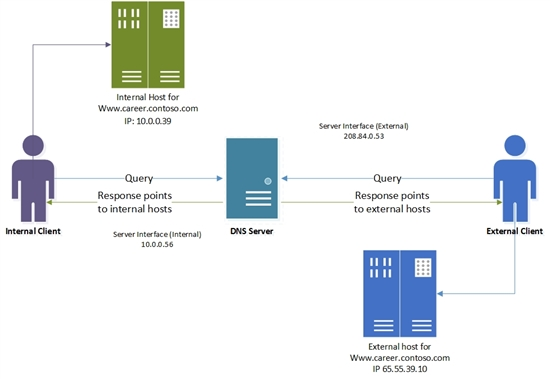 Internal Host for
Www.career.contoso.com
IP: 10.0.0.39
Server Interface (External)
208.84.0.53
Query
Query
Response points
to internal hosts
Response points
to external hosts
Internal Client
DNS Server
External Client
Server Interface (Internal)
10.0.0.56
External host for
Www.career.contoso.com
IP 65.55.39.10